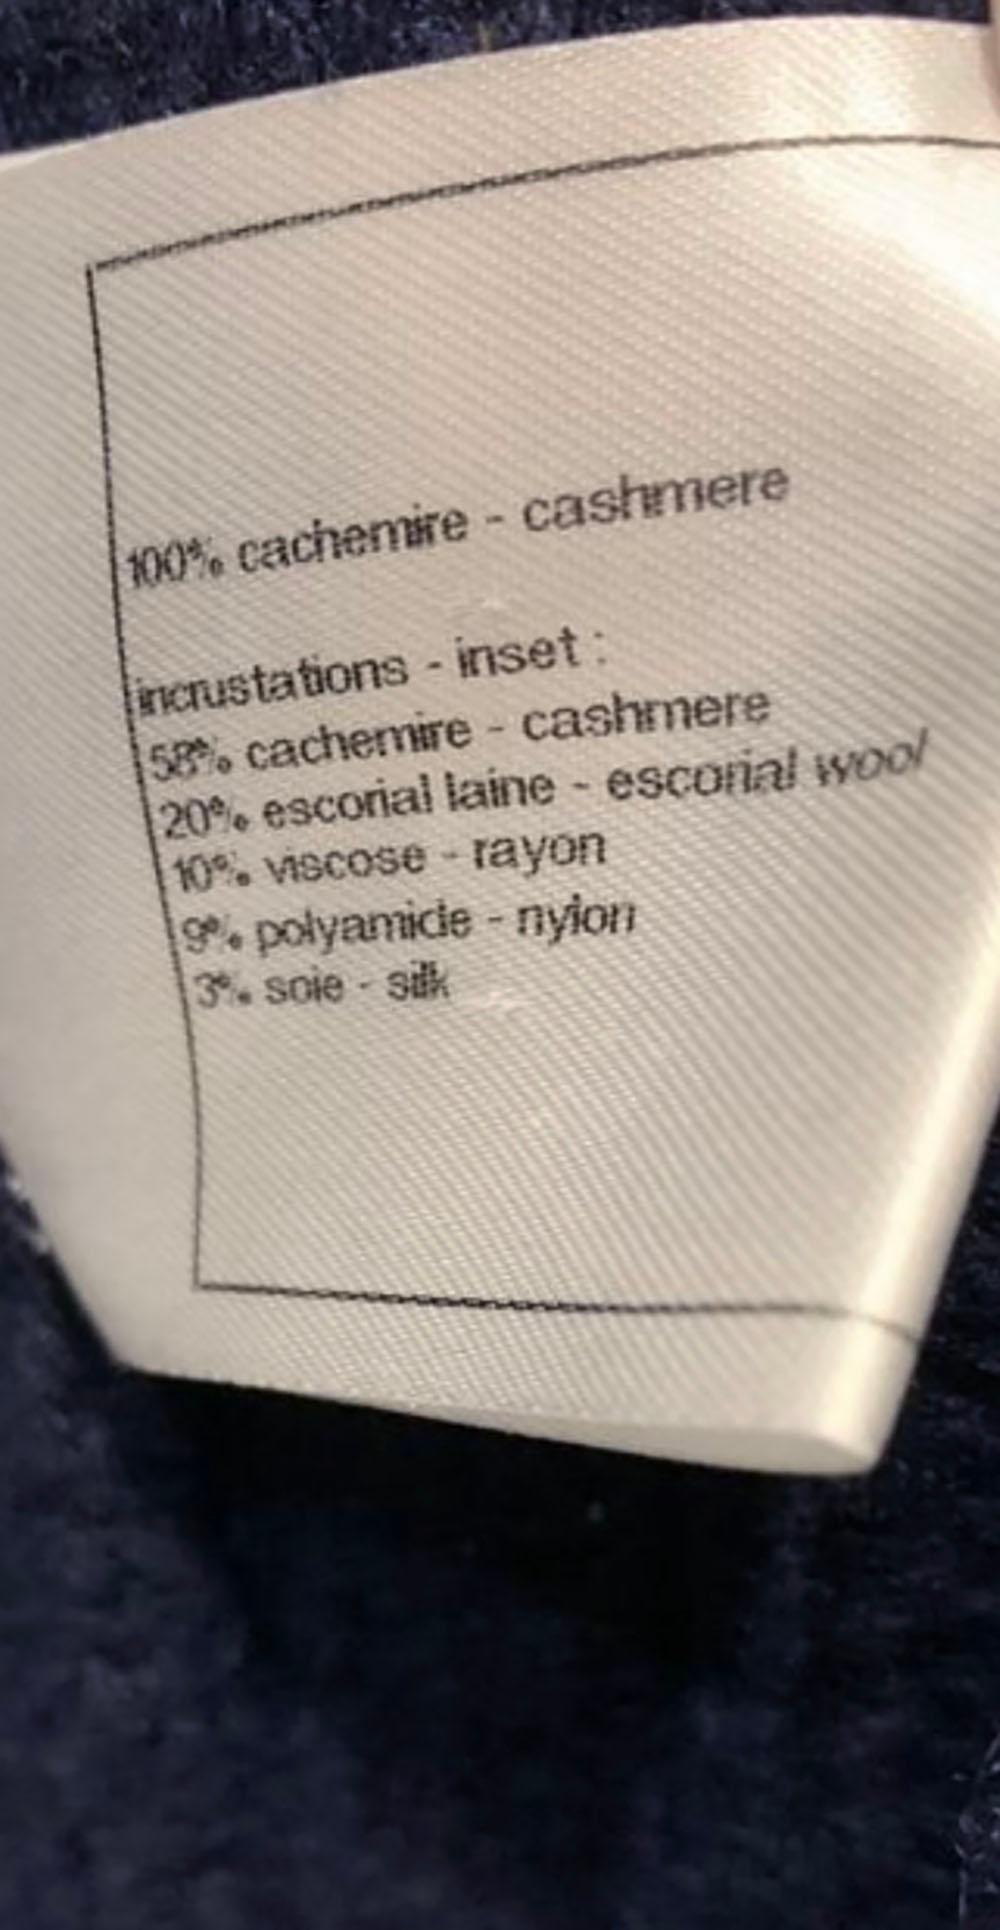 100% cachemire - cashmere
incrustations - inset :
58% cachemire - cashmere
20% escorial laine - escorial wool
10% viscose - rayon
9% polyamide - nylon
3% soie - silk